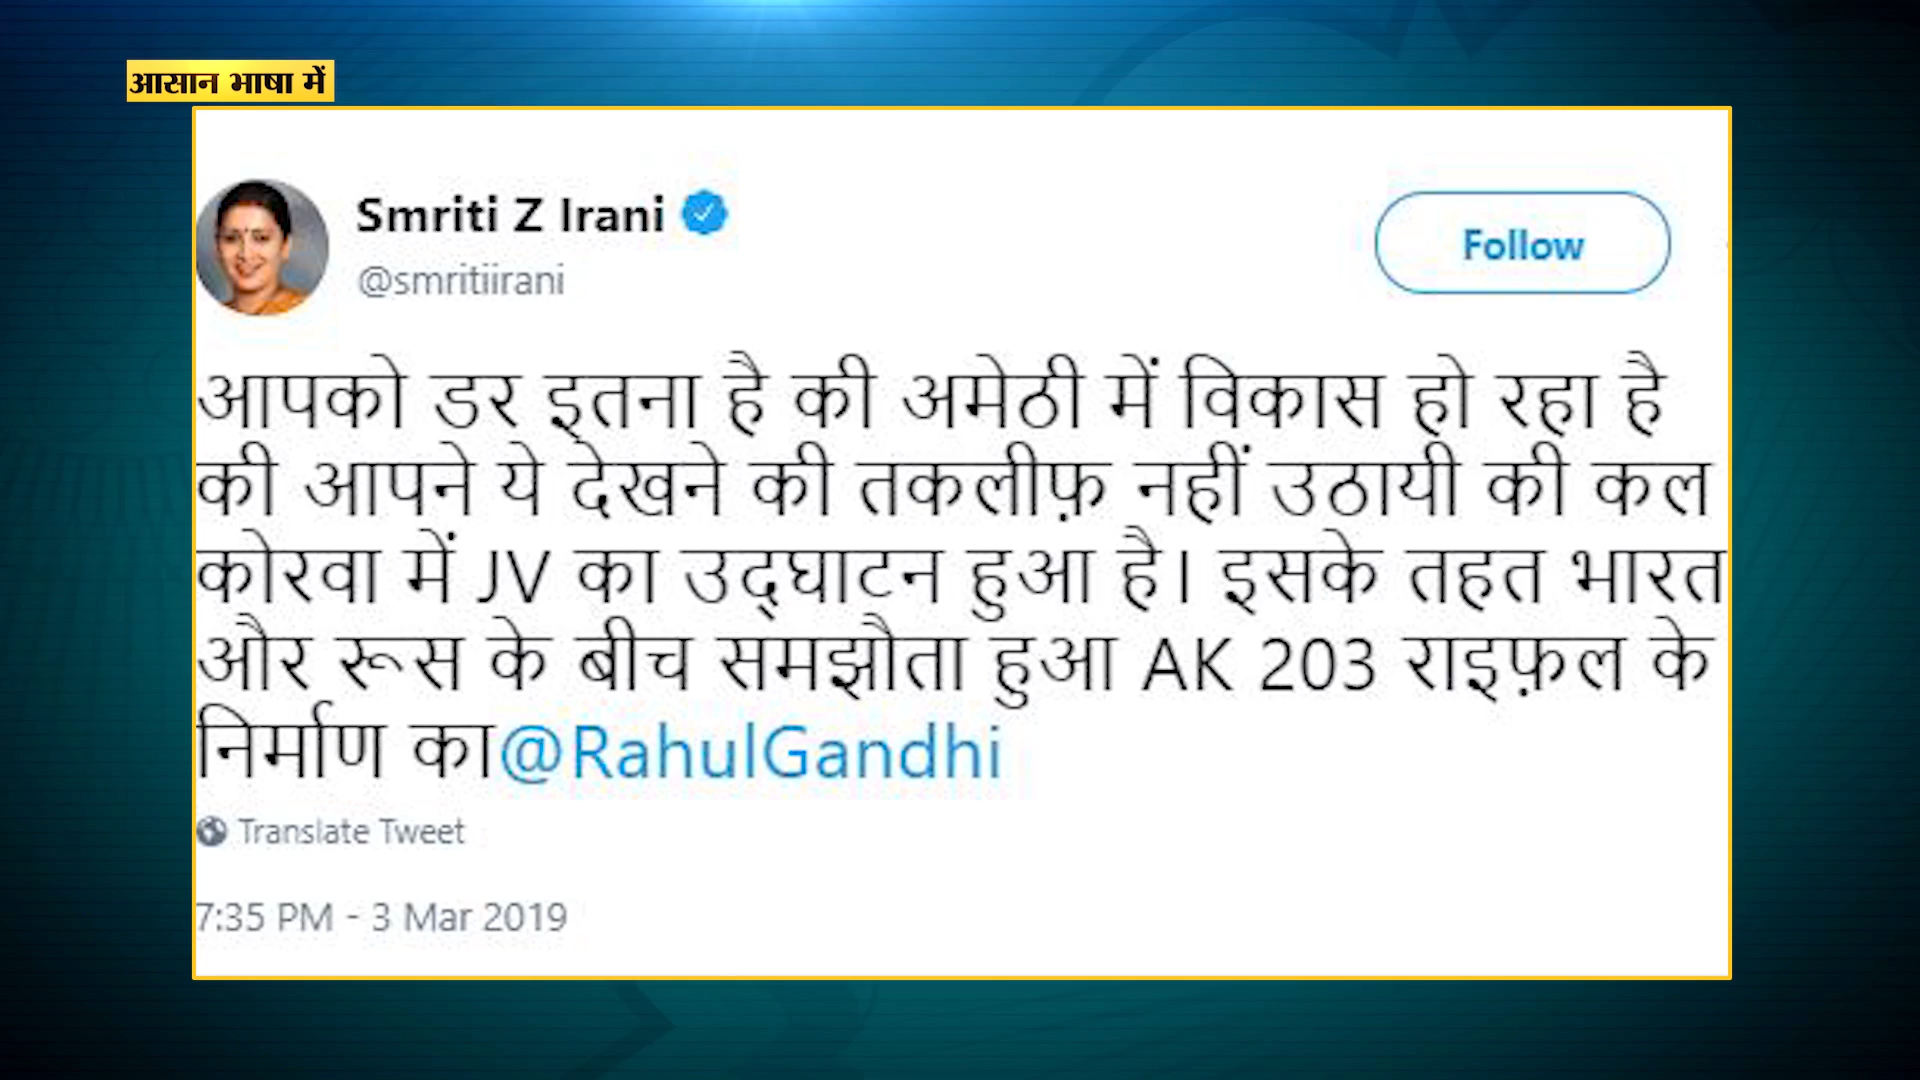 आसान भाषा में
Smriti Z Irani
@smritiirani
Follow
आपको डर इतना है की अमेठी में विकास हो रहा है
की आपने ये देखने की तकलीफ़ नहीं उठायी की कल
कोरवा में JV का उद्घाटन हुआ है। इसके तहत भारत
और रूस के बीच समझौता हुआ AK 203 राइफ़ल के
निर्माण का@RahulGandhi
Translate Tweet
7:35 PM - 3 Mar 2019